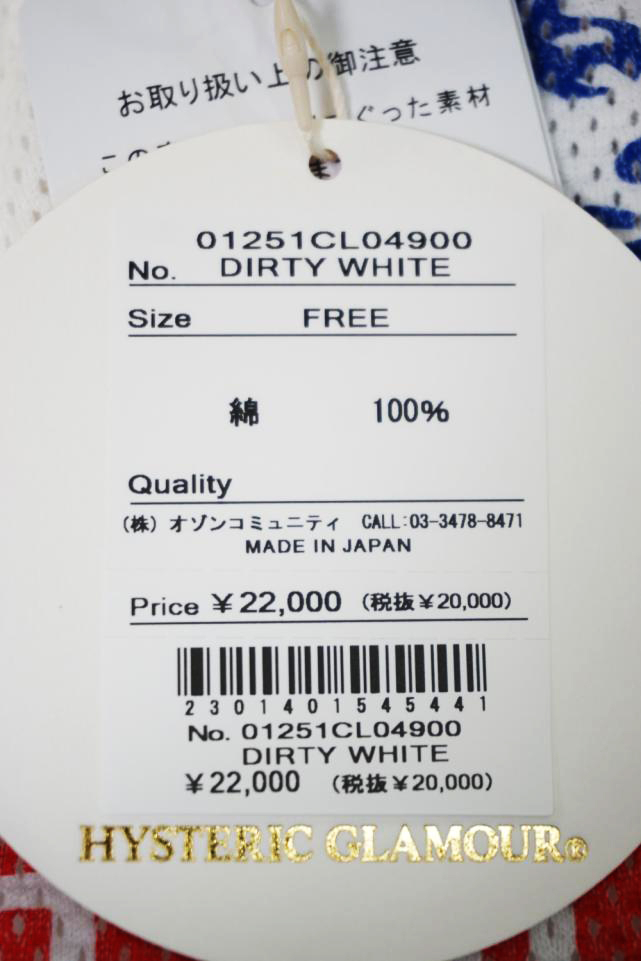 お取り扱い上の御注意
ぐった素材
01251CL04900
No. DIRTY WHITE
Size FREE
綿 100%
Quality
(株) オゾンコミュニティ CALL:03-3478-8471
MADE IN JAPAN
Price ¥22,000 (税抜¥20,000)
2301401545441
No. 01251CL04900
DIRTY WHITE
¥22,000 (税抜¥20,000)
HYSTERIC GLAMOUR®